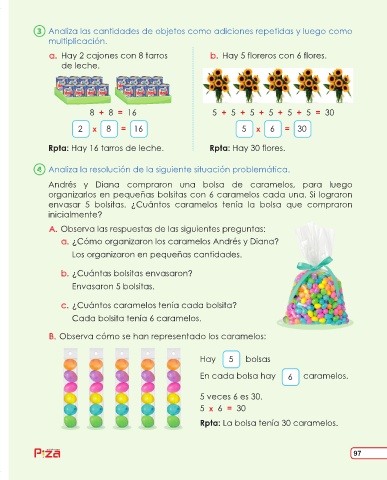 3 Analiza las cantidades de objetos como adiciones repetidas y luego como
multiplicación.
a. Hay 2 cajones con 8 tarros
de leche.
8 + 8 = 16
2 x 8 = 16
Rpta: Hay 16 tarros de leche.
b. Hay 5 floreros con 6 flores.
5 + 5 + 5 + 5 + 5 + 5 = 30
5 x 6 = 30
Rpta: Hay 30 flores.
4 Analiza la resolución de la siguiente situación problemática.
Andrés y Diana compraron una bolsa de caramelos, para luego
organizarlos en pequeñas bolsitas con 6 caramelos cada una. Si lograron
envasar 5 bolsitas, ¿Cuántos caramelos tenía la bolsa que compraron
inicialmente?
A. Observa las respuestas de las siguientes preguntas:
a. ¿Cómo organizaron los caramelos Andrés y Diana?
Los organizaron en pequeñas cantidades.
b. ¿Cuántas bolsitas envasaron?
Envasaron 5 bolsitas.
c. ¿Cuántos caramelos tenía cada bolsita?
Cada bolsita tenía 6 caramelos.
B. Observa cómo se han representado los caramelos:
Hay 5 bolsas
En cada bolsa hay 6 caramelos.
5 veces 6 es 30.
5 x 6 = 30
Rpta: La bolsa tenía 30 caramelos.
97